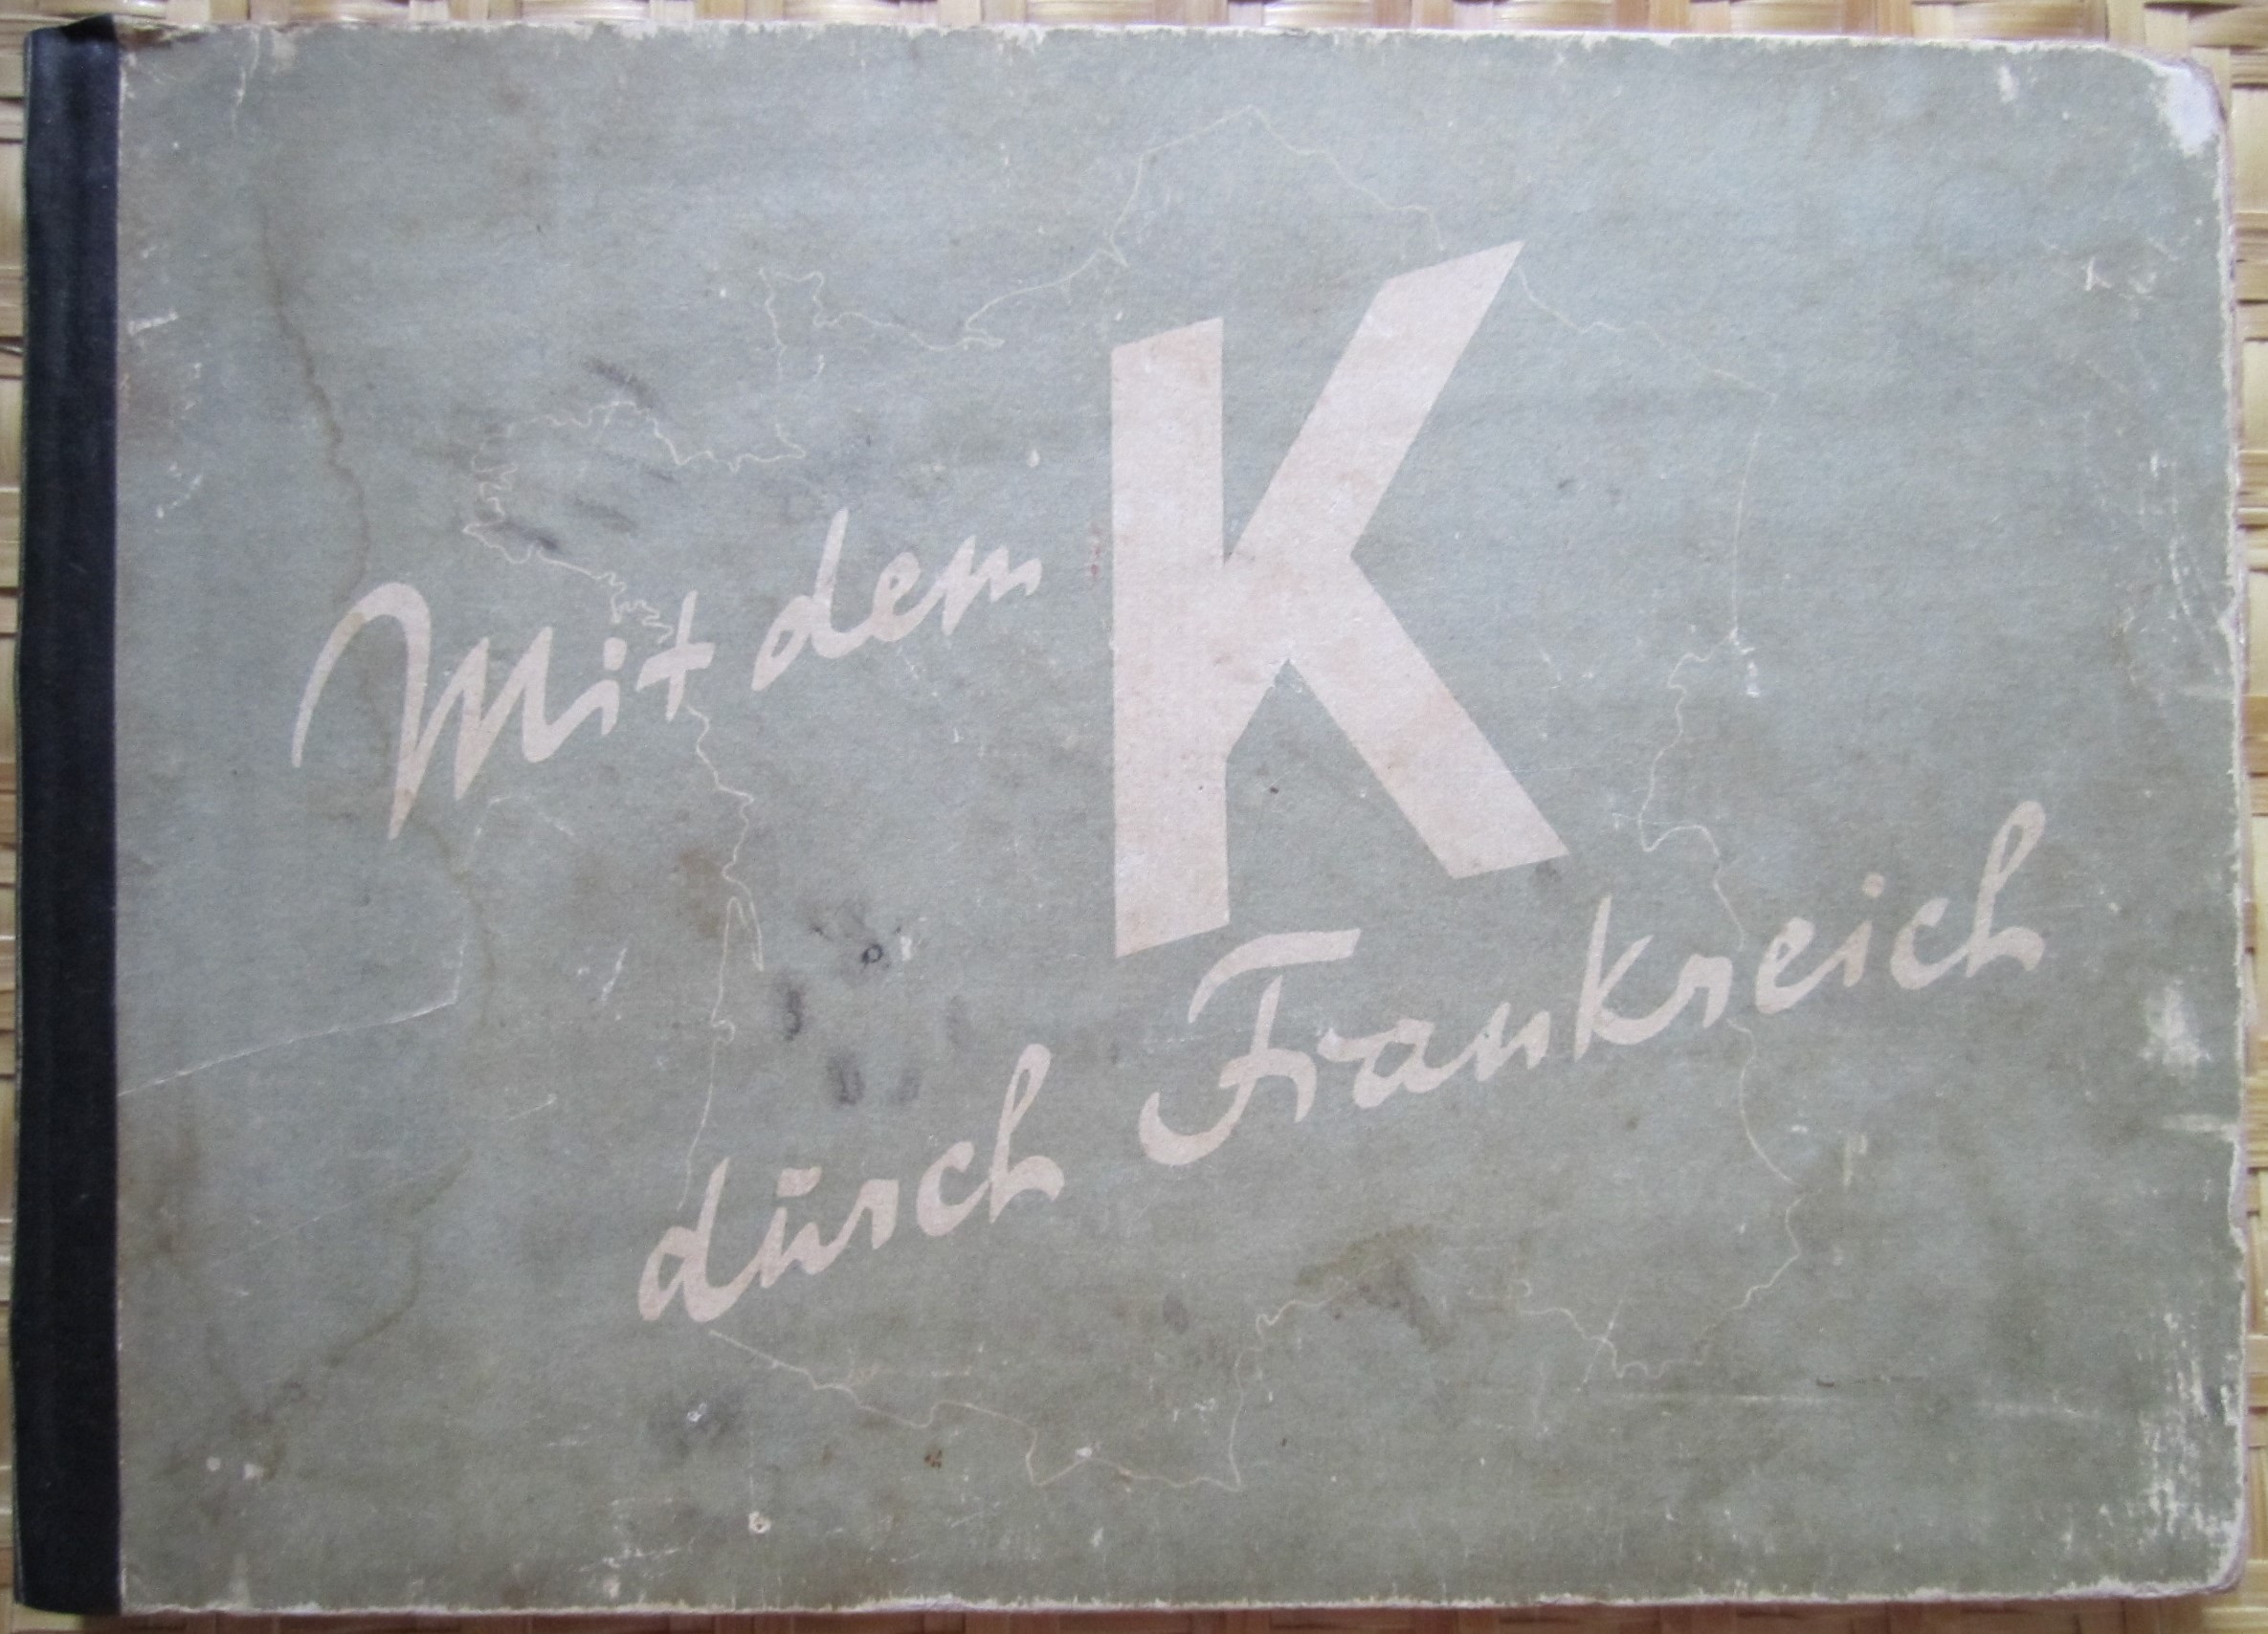 Mit dem K
durch Frankreich